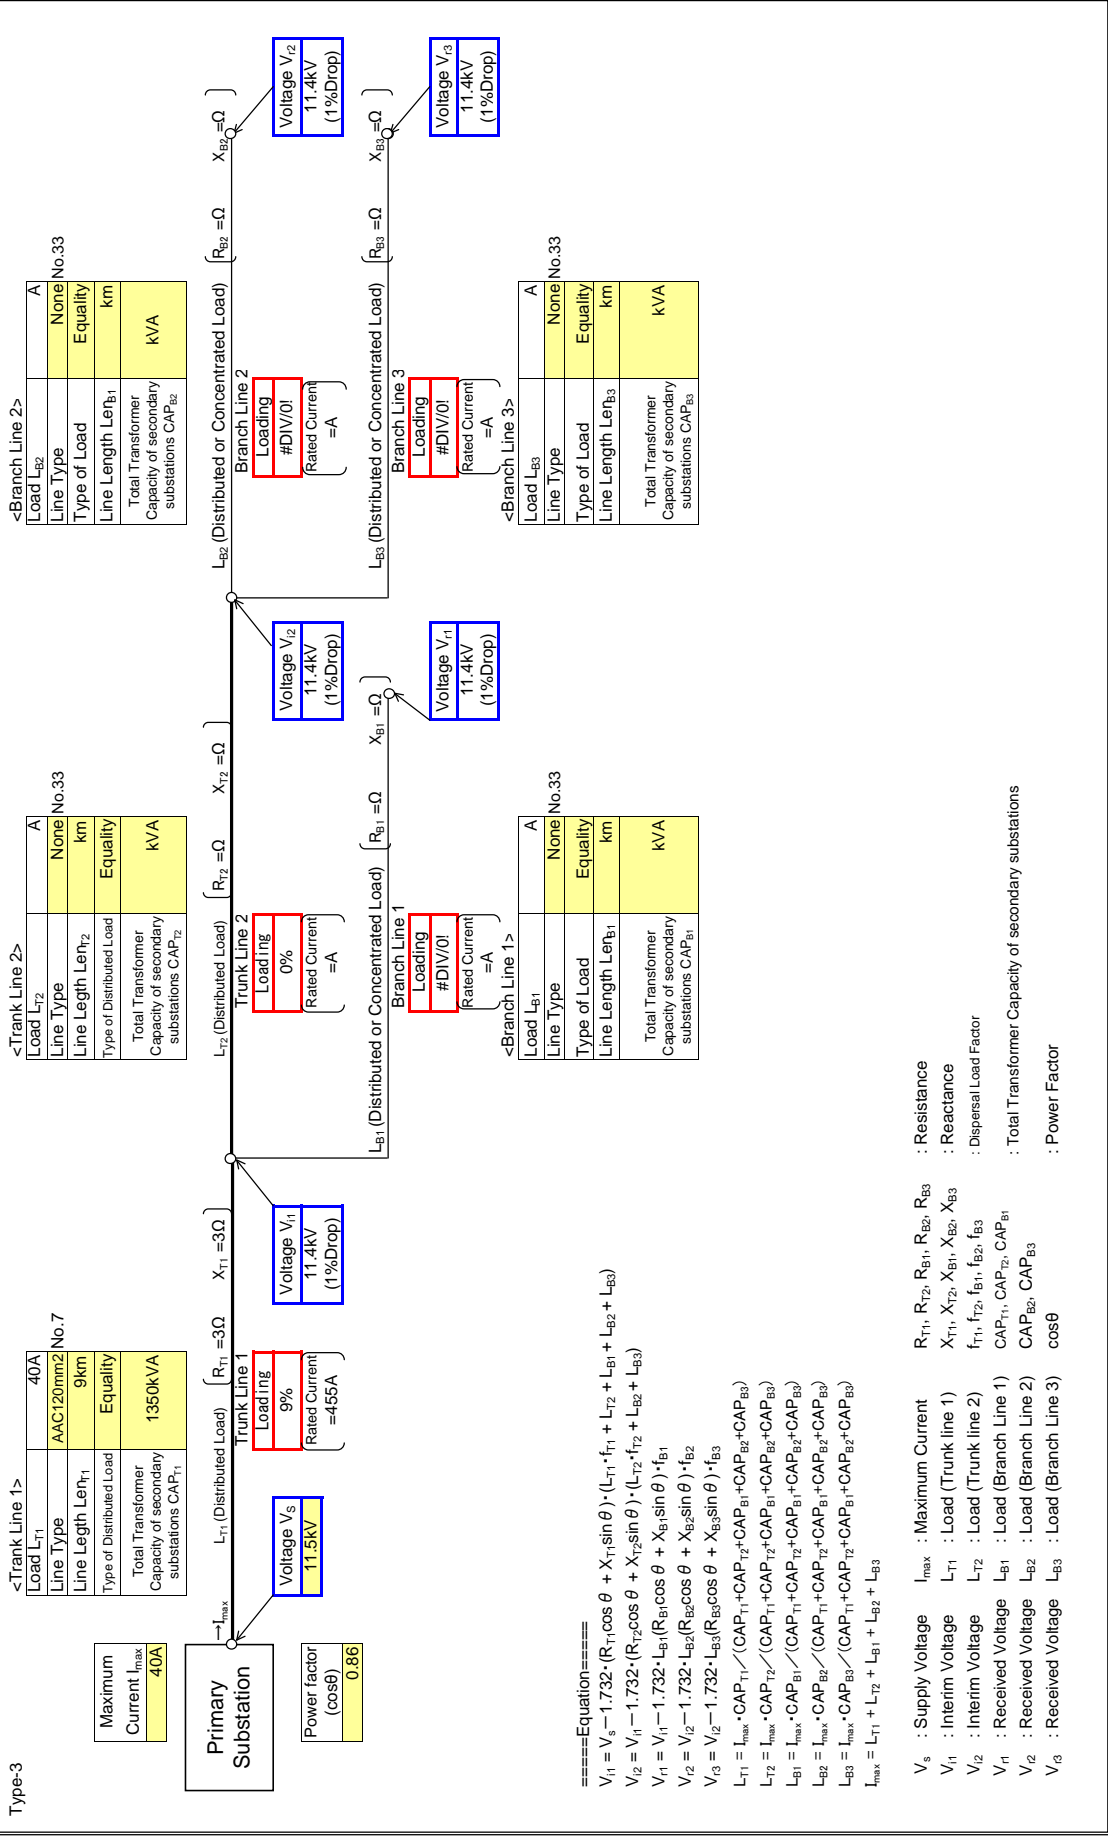 Type-3
Maximum
Current Imax
40A
Primary
Substation
Power factor
(cosθ)
0.86
→Imax
Voltage VS
11.5kV
<Trank Line 1>
Load LT1 40A
Line Type AAC120mm2 No.7
Line Length LenT1 9km
Type of Distributed Load Equality
Total Transformer
Capacity of secondary
substations CAPT1
1350kVA
LT1 (Distributed Load) (RT1 =3Ω XT1 =3Ω)
Trunk Line 1
Loading
9%
Rated Current
=455A
Voltage Vi1
11.4kV
(1%Drop)
<Trank Line 2>
Load LT2 A
Line Type None No.33
Line Legth LenT2 km
Type of Distributed Load Equality
Total Transformer
Capacity of secondary
substations CAPT2
kVA
LT2 (Distributed Load) (RT2 =Ω XT2 =Ω)
Trunk Line 2
Loading
0%
Rated Current
=A
Voltage Vi2
11.4kV
(1%Drop)
LB1 (Distributed or Concentrated Load) (RB1 =Ω XB1 =Ω
Branch Line 1
Loading
#DIV/0!
Rated Current
=A
Voltage Vr1
11.4kV
(1%Drop)
<Branch Line 1>
Load LB1 A
Line Type None No.33
Type of Load Equality
Line Length LenB1 km
Total Transformer
Capacity of secondary
substations CAPB1
kVA
<Branch Line 2>
Load LB2 A
Line Type None No.33
Type of Load Equality
Line Length LenB1 km
Total Transformer
Capacity of secondary
substations CAPB2
kVA
LB2 (Distributed or Concentrated Load) (RB2 =Ω XB2 =Ω)
Branch Line 2
Loading
#DIV/0!
Rated Current
=A
Voltage Vr2
11.4kV
(1%Drop)
LB3 (Distributed or Concentrated Load) (RB3 =Ω XB3 =Ω)
Branch Line 3
Loading
#DIV/0!
Rated Current
=A
Voltage Vr3
11.4kV
(1%Drop)
<Branch Line 3>
Load LB3 A
Line Type None No.33
Type of Load Equality
Line Length LenB3 km
Total Transformer
Capacity of secondary
substations CAPB3
kVA
=====Equation=====
Vi1 = Vs－1.732・(RT1cos θ + XT1sin θ)・(LT1・fT1 + LT2 + LB1 + LB2 + LB3)
Vi2 = Vi1－1.732・(RT2cos θ + XT2sin θ)・(LT2・fT2 + LB2 + LB3)
Vr1 = Vi1－1.732・LB1(RB1cos θ + XB1sin θ)・fB1
Vr2 = Vi2－1.732・LB2(RB2cos θ + XB2sin θ)・fB2
Vr3 = Vi2－1.732・LB3(RB3cos θ + XB3sin θ)・fB3
LT1 = Imax・CAPT1／(CAPT1+CAPT2+CAPB1+CAPB2+CAPB3)
LT2 = Imax・CAPT2／(CAPT1+CAPT2+CAPB1+CAPB2+CAPB3)
LB1 = Imax・CAPB1／(CAPT1+CAPT2+CAPB1+CAPB2+CAPB3)
LB2 = Imax・CAPB2／(CAPT1+CAPT2+CAPB1+CAPB2+CAPB3)
LB3 = Imax・CAPB3／(CAPT1+CAPT2+CAPB1+CAPB2+CAPB3)
Imax = LT1 + LT2 + LB1 + LB2 + LB3
Vs : Supply Voltage Imax : Maximum Current RT1, RT2, RB1, RB2, RB3 : Resistance
Vi1 : Interim Voltage LT1 : Load (Trunk line 1) XT1, XT2, XB1, XB2, XB3 : Reactance
Vi2 : Interim Voltage LT2 : Load (Trunk line 2) fT1, fT2, fB1, fB2, fB3 : Dispersal Load Factor
Vr1 : Received Voltage LB1 : Load (Branch Line 1) CAPT1, CAPT2, CAPB1 : Total Transformer Capacity of secondary substations
Vr2 : Received Voltage LB2 : Load (Branch Line 2) CAPB2, CAPB3
Vr3 : Received Voltage LB3 : Load (Branch Line 3) cosθ : Power Factor